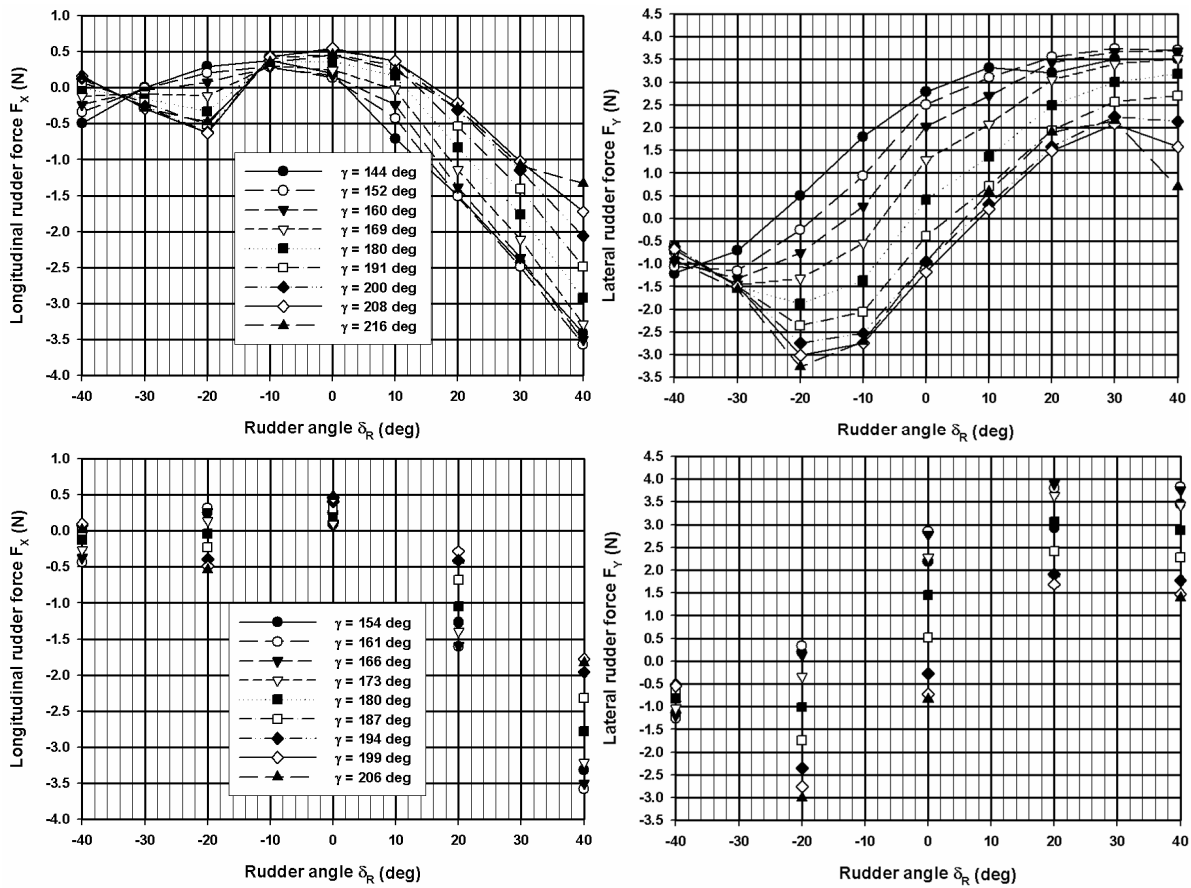 Longitudinal rudder force F_X (N)
1.0
0.5
0.0
-0.5
-1.0
-1.5
-2.0
-2.5
-3.0
-3.5
-4.0
γ = 144 deg
γ = 152 deg
γ = 160 deg
γ = 169 deg
γ = 180 deg
γ = 191 deg
γ = 200 deg
γ = 208 deg
γ = 216 deg
-40 -30 -20 -10 0 10 20 30 40
Rudder angle δ_R (deg)
Lateral rudder force F_Y (N)
4.5
4.0
3.5
3.0
2.5
2.0
1.5
1.0
0.5
0.0
-0.5
-1.0
-1.5
-2.0
-2.5
-3.0
-3.5
-40 -30 -20 -10 0 10 20 30 40
Rudder angle δ_R (deg)
Longitudinal rudder force F_X (N)
1.0
0.5
0.0
-0.5
-1.0
-1.5
-2.0
-2.5
-3.0
-3.5
-4.0
γ = 154 deg
γ = 161 deg
γ = 166 deg
γ = 173 deg
γ = 180 deg
γ = 187 deg
γ = 194 deg
γ = 199 deg
γ = 206 deg
-40 -30 -20 -10 0 10 20 30 40
Rudder angle δ_R (deg)
Lateral rudder force F_Y (N)
4.5
4.0
3.5
3.0
2.5
2.0
1.5
1.0
0.5
0.0
-0.5
-1.0
-1.5
-2.0
-2.5
-3.0
-3.5
-40 -30 -20 -10 0 10 20 30 40
Rudder angle δ_R (deg)